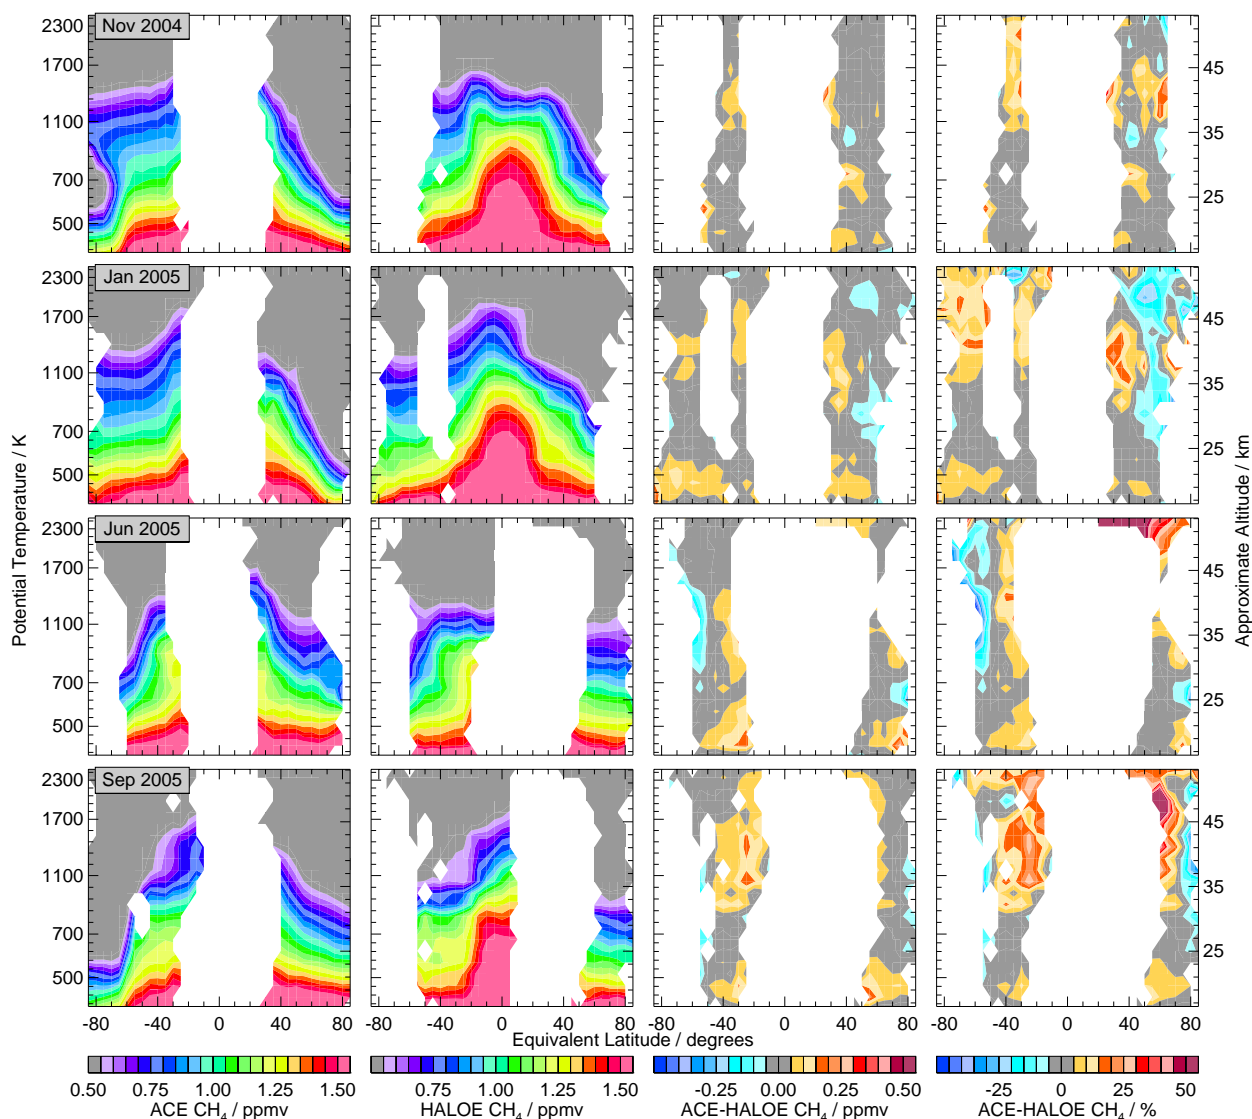 Nov 2004
2300
1700
1100
700
500
45
35
25
Jan 2005
2300
1700
1100
700
500
45
35
25
Jun 2005
2300
1700
1100
700
500
45
35
25
Sep 2005
2300
1700
1100
700
500
45
35
25
Potential Temperature / K
Approximate Altitude / km
-80 -40 0 40 80
-80 -40 0 40 80
-80 -40 0 40 80
-80 -40 0 40 80
Equivalent Latitude / degrees
0.50 0.75 1.00 1.25 1.50
ACE CH4 / ppmv
0.75 1.00 1.25 1.50
HALOE CH4 / ppmv
-0.25 0.00 0.25 0.50
ACE-HALOE CH4 / ppmv
-25 0 25 50
ACE-HALOE CH4 / %